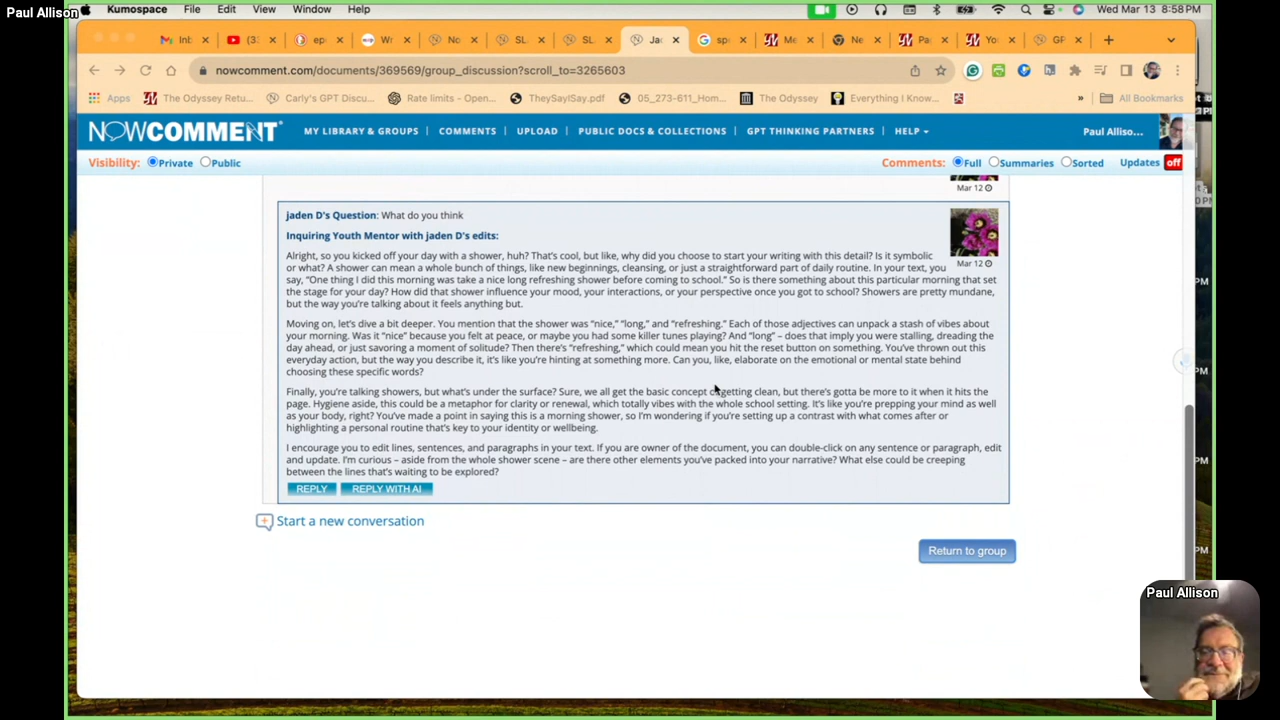 Paul Allison
Kumospace File Edit View Window Help Wed Mar 13 8:58 PM
Inb (3: epo Wr No SL SL Ja sp Me Ne Pa Yo GP
nowcomment.com/documents/369569/group_discussion?scroll_to=3265603
Apps The Odyssey Retu... Carly's GPT Discu... Rate limits - Open... TheySayISay.pdf 05_273-611_Hom... The Odyssey Everything I Know... » All Bookmarks
NOWCOMMENT MY LIBRARY & GROUPS | COMMENTS | UPLOAD | PUBLIC DOCS & COLLECTIONS | GPT THINKING PARTNERS | HELP Paul Alliso...
Visibility: Private Public Comments: Full Summaries Sorted Updates off
Mar 12
jaden D's Question: What do you think
Inquiring Youth Mentor with jaden D's edits:
Mar 12
Alright, so you kicked off your day with a shower, huh? That's cool, but like, why did you choose to start your writing with this detail? Is it symbolic
or what? A shower can mean a whole bunch of things, like new beginnings, cleansing, or just a straightforward part of daily routine. In your text, you
say, "One thing I did this morning was take a nice long refreshing shower before coming to school." So is there something about this particular morning that set
the stage for your day? How did that shower influence your mood, your interactions, or your perspective once you got to school? Showers are pretty mundane,
but the way you're talking about it feels anything but.
Moving on, let's dive a bit deeper. You mention that the shower was "nice," "long," and "refreshing." Each of those adjectives can unpack a stash of vibes about
your morning. Was it "nice" because you felt at peace, or maybe you had some killer tunes playing? And "long" – does that imply you were stalling, dreading the
day ahead, or just savoring a moment of solitude? Then there's "refreshing," which could mean you hit the reset button on something. You've thrown out this
everyday action, but the way you describe it, it's like you're hinting at something more. Can you, like, elaborate on the emotional or mental state behind
choosing these specific words?
Finally, you're talking showers, but what's under the surface? Sure, we all get the basic concept of getting clean, but there's gotta be more to it when it hits the
page. Hygiene aside, this could be a metaphor for clarity or renewal, which totally vibes with the whole school setting. It's like you're prepping your mind as well
as your body, right? You've made a point in saying this is a morning shower, so I'm wondering if you're setting up a contrast with what comes after or
highlighting a personal routine that's key to your identity or wellbeing.
I encourage you to edit lines, sentences, and paragraphs in your text. If you are owner of the document, you can double-click on any sentence or paragraph, edit
and update. I'm curious – aside from the whole shower scene – are there other elements you've packed into your narrative? What else could be creeping
between the lines that's waiting to be explored?
REPLY REPLY WITH AI
Start a new conversation
Return to group
Paul Allison